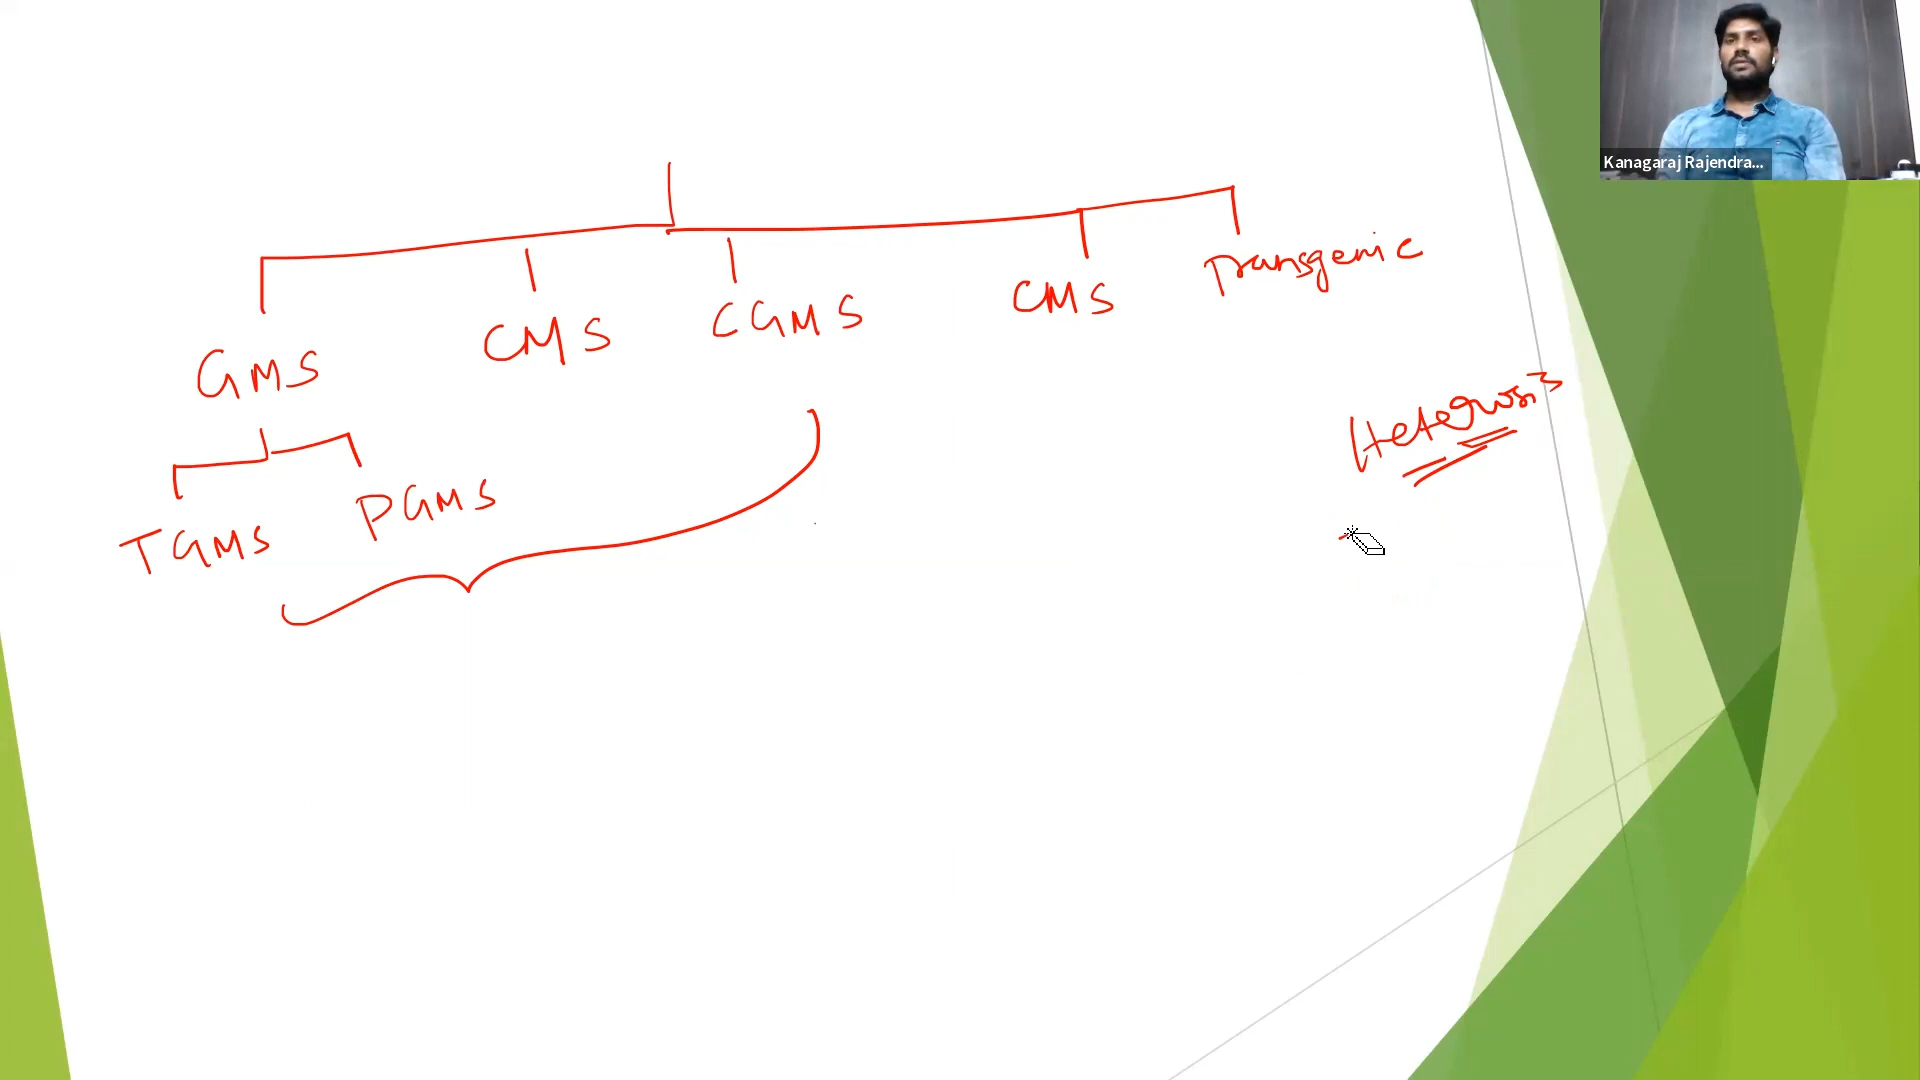 Kanagaraj Rajendra...
GMS CMS CGMS CMS Transgenic
TGMS PGMS
Heterosis